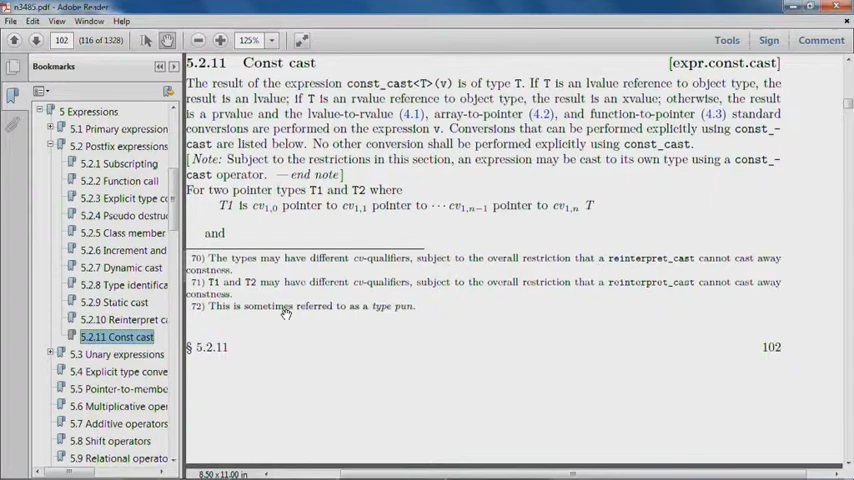 n3485.pdf - Adobe Reader
File Edit View Window Help
102 (116 of 1328) 125% Tools Sign Comment
Bookmarks
5 Expressions
5.1 Primary expression
5.2 Postfix expressions
5.2.1 Subscripting
5.2.2 Function call
5.2.3 Explicit type co
5.2.4 Pseudo destruc
5.2.5 Class member
5.2.6 Increment and
5.2.7 Dynamic cast
5.2.8 Type identifica
5.2.9 Static cast
5.2.10 Reinterpret ca
5.2.11 Const cast
5.3 Unary expressions
5.4 Explicit type conve
5.5 Pointer-to-membe
5.6 Multiplicative oper
5.7 Additive operators
5.8 Shift operators
5.9 Relational operato
5.2.11 Const cast [expr.const.cast]
The result of the expression const_cast<T>(v) is of type T. If T is an lvalue reference to object type, the
result is an lvalue; if T is an rvalue reference to object type, the result is an xvalue; otherwise, the result
is a prvalue and the lvalue-to-rvalue (4.1), array-to-pointer (4.2), and function-to-pointer (4.3) standard
conversions are performed on the expression v. Conversions that can be performed explicitly using const_-
cast are listed below. No other conversion shall be performed explicitly using const_cast.
[ Note: Subject to the restrictions in this section, an expression may be cast to its own type using a const_-
cast operator. — end note ]
For two pointer types T1 and T2 where
T1 is cv1,0 pointer to cv1,1 pointer to ··· cv1,n−1 pointer to cv1,n T
and
70) The types may have different cv-qualifiers, subject to the overall restriction that a reinterpret_cast cannot cast away
constness.
71) T1 and T2 may have different cv-qualifiers, subject to the overall restriction that a reinterpret_cast cannot cast away
constness.
72) This is sometimes referred to as a type pun.
§ 5.2.11 102
8.50 x 11.00 in